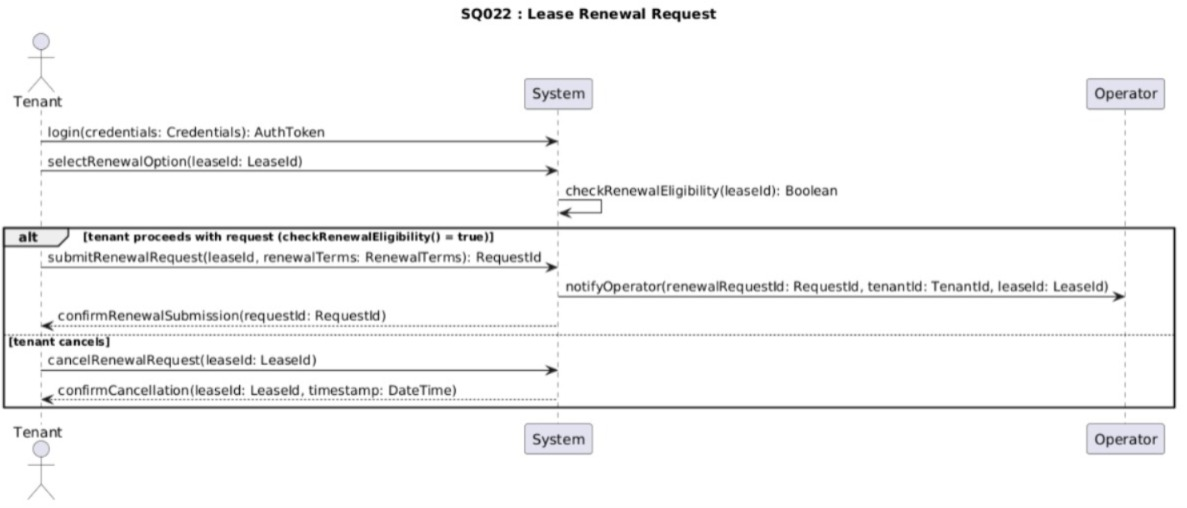 SQ022 : Lease Renewal Request
Tenant
System
Operator
login(credentials: Credentials): AuthToken
selectRenewalOption(leaseId: LeaseId)
checkRenewalEligibility(leaseId): Boolean
alt [tenant proceeds with request (checkRenewalEligibility() = true)]
submitRenewalRequest(leaseId, renewalTerms: RenewalTerms): RequestId
notifyOperator(renewalRequestId: RequestId, tenantId: TenantId, leaseId: LeaseId)
confirmRenewalSubmission(requestId: RequestId)
[tenant cancels]
cancelRenewalRequest(leaseId: LeaseId)
confirmCancellation(leaseId: LeaseId, timestamp: DateTime)
Tenant
System
Operator